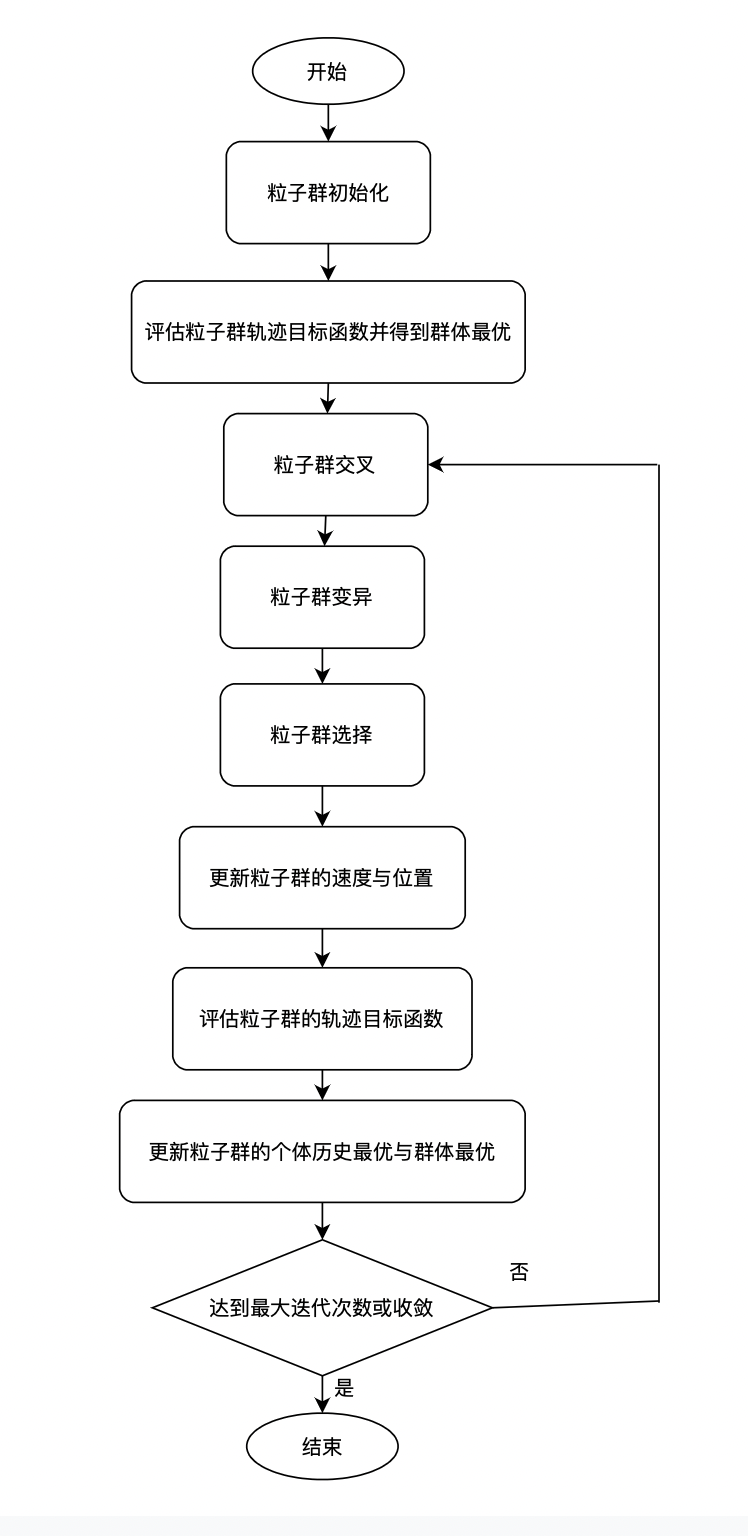 开始
粒子群初始化
评估粒子群轨迹目标函数并得到群体最优
粒子群交叉
粒子群变异
粒子群选择
更新粒子群的速度与位置
评估粒子群的轨迹目标函数
更新粒子群的个体历史最优与群体最优
否
达到最大迭代次数或收敛
是
结束